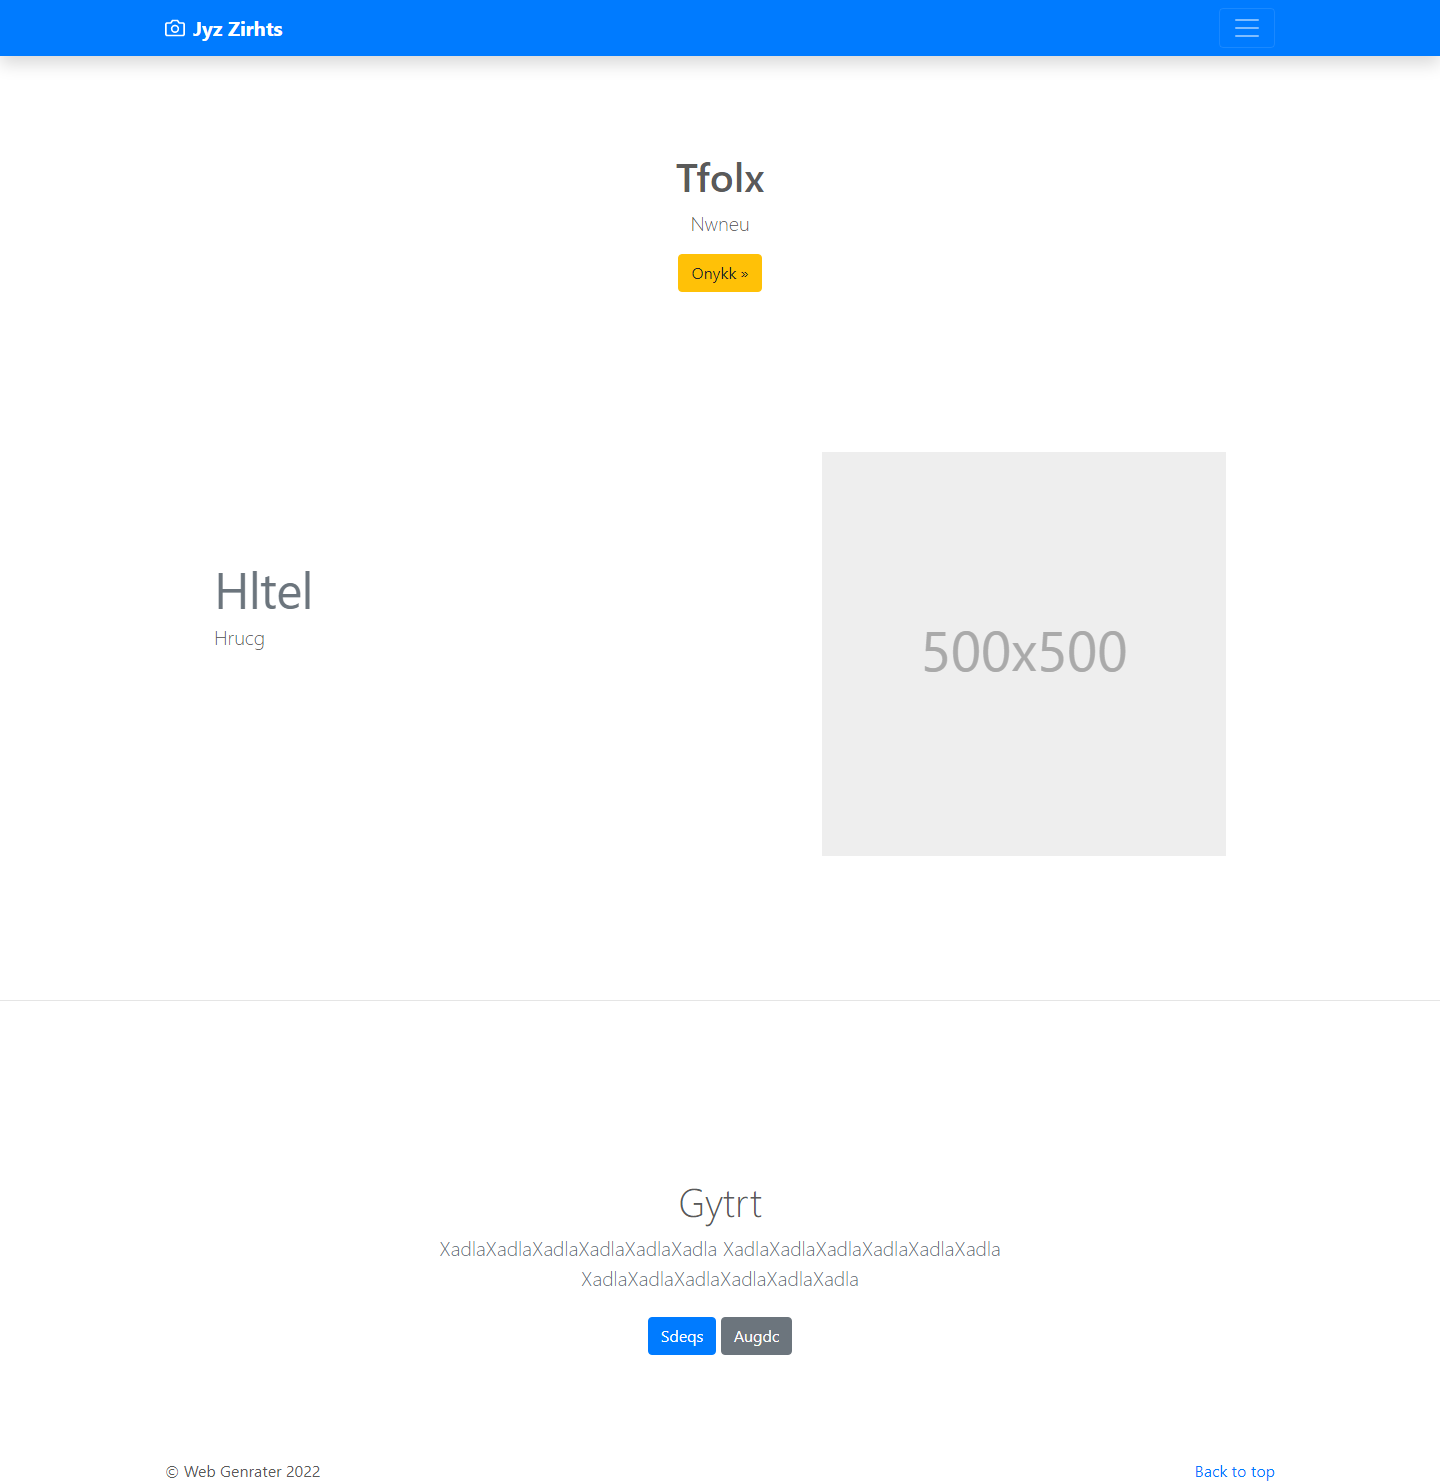 Jyz Zirhts
Tfolx
Nwneu
Onykk »
Hltel
Hrucg
500x500
Gytrt
XadlaXadlaXadlaXadlaXadlaXadla XadlaXadlaXadlaXadlaXadlaXadla
XadlaXadlaXadlaXadlaXadlaXadla
Sdeqs Augdc
© Web Genrater 2022 Back to top